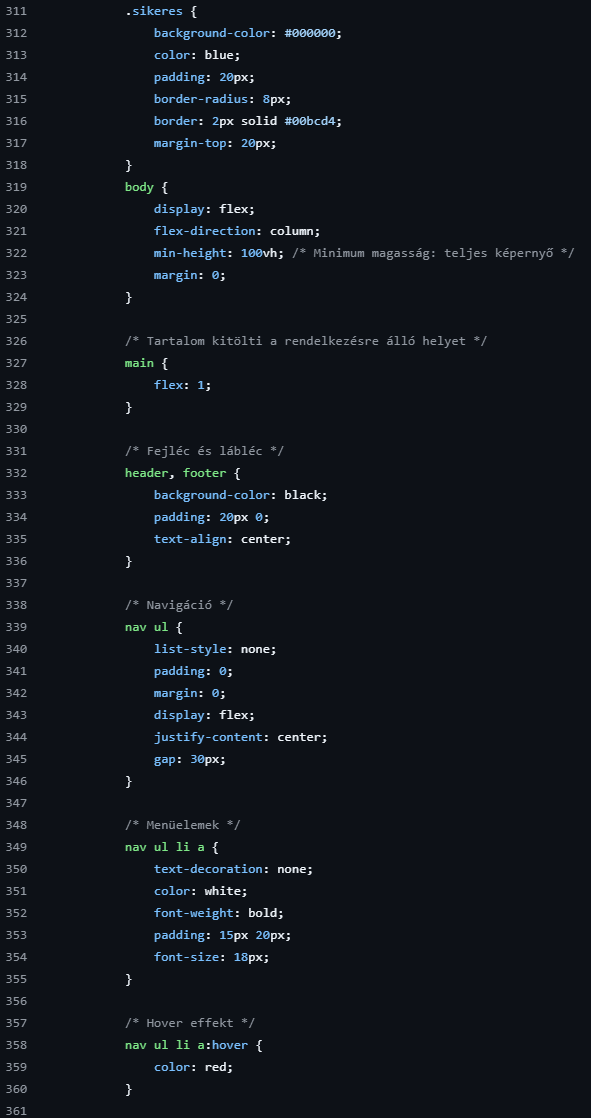 311 .sikeres {
312 background-color: #000000;
313 color: blue;
314 padding: 20px;
315 border-radius: 8px;
316 border: 2px solid #00bcd4;
317 margin-top: 20px;
318 }
319 body {
320 display: flex;
321 flex-direction: column;
322 min-height: 100vh; /* Minimum magasság: teljes képernyő */
323 margin: 0;
324 }
325
326 /* Tartalom kitölti a rendelkezésre álló helyet */
327 main {
328 flex: 1;
329 }
330
331 /* Fejléc és lábléc */
332 header, footer {
333 background-color: black;
334 padding: 20px 0;
335 text-align: center;
336 }
337
338 /* Navigáció */
339 nav ul {
340 list-style: none;
341 padding: 0;
342 margin: 0;
343 display: flex;
344 justify-content: center;
345 gap: 30px;
346 }
347
348 /* Menüelemek */
349 nav ul li a {
350 text-decoration: none;
351 color: white;
352 font-weight: bold;
353 padding: 15px 20px;
354 font-size: 18px;
355 }
356
357 /* Hover effekt */
358 nav ul li a:hover {
359 color: red;
360 }
361